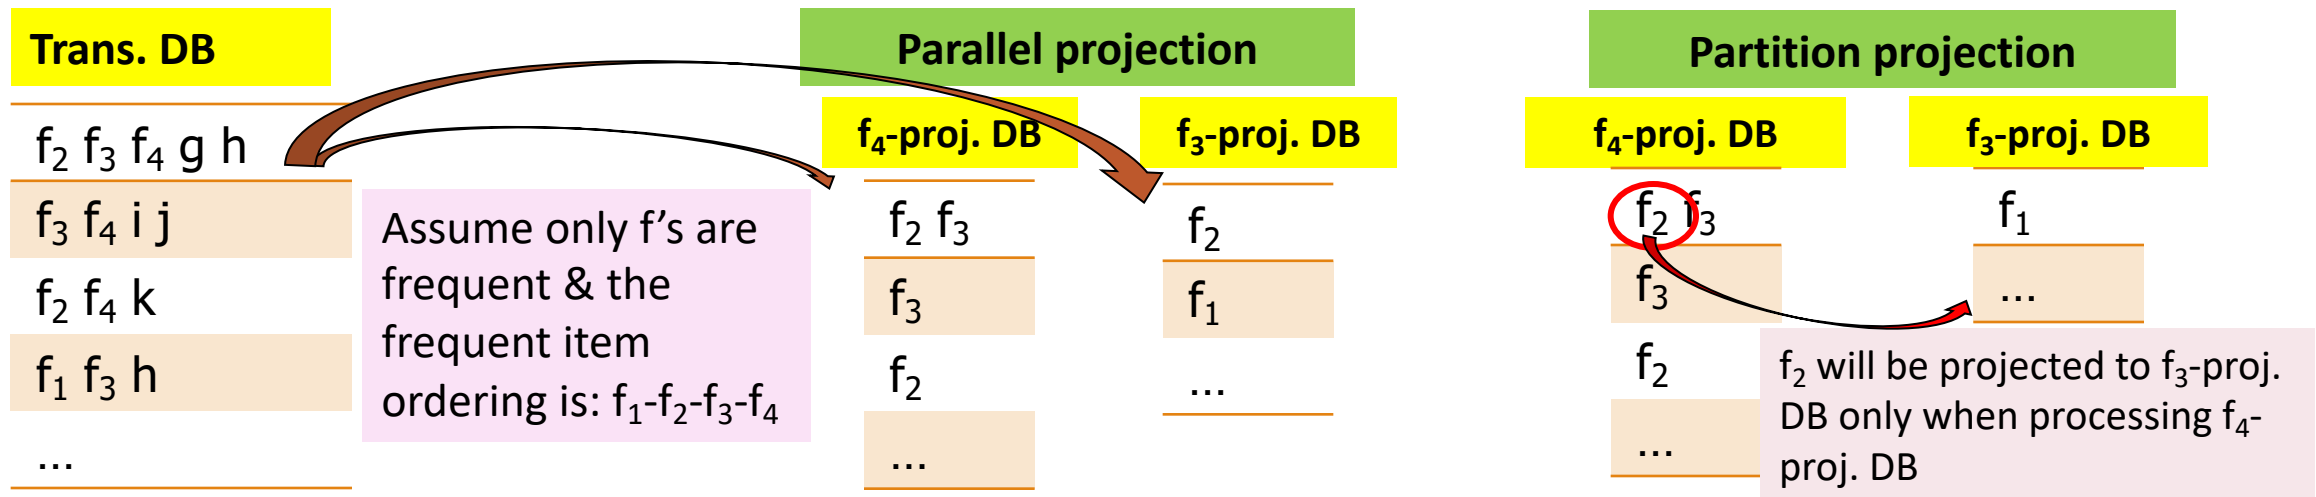 Trans. DB
f₂ f₃ f₄ g h
f₃ f₄ i j
f₂ f₄ k
f₁ f₃ h
...
Assume only f’s are
frequent & the
frequent item
ordering is: f₁-f₂-f₃-f₄
Parallel projection
f₄-proj. DB
f₂ f₃
f₃
f₂
...
f₃-proj. DB
f₂
f₁
...
Partition projection
f₄-proj. DB
f₂ f₃
f₃
f₂
...
f₃-proj. DB
f₁
...
f₂ will be projected to f₃-proj.
DB only when processing f₄-
proj. DB